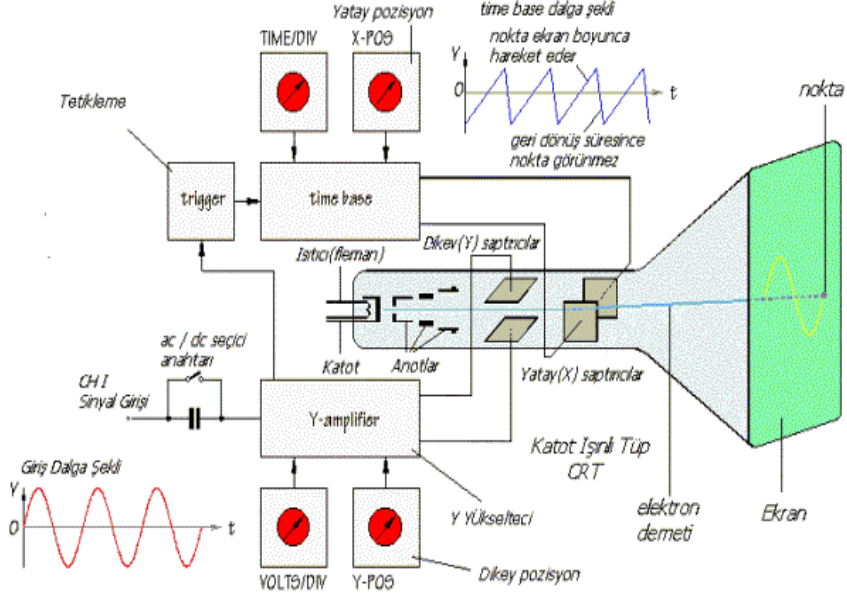 Yatay pozisyon
time base dalga şekli
TIME/DIV
X-POS
nokta ekran boyunca
hareket eder
Y
O
t
nokta
Tetikleme
geri dönüş süresince
nokta görünmez
trigger
time base
Isıtıcı(fleman)
Dikey(Y) saptırıcılar
ac / dc seçici
anahtarı
Katot
Anotlar
Yatay(X) saptırıcılar
CH I
Sinyal Girişi
Y-amplifier
Katot Işınlı Tüp
CRT
Giriş Dalga Şekli
Y
O
t
elektron
demeti
Ekran
Y Yükselteci
VOLTS/DIV
Y-POS
Dikey pozisyon